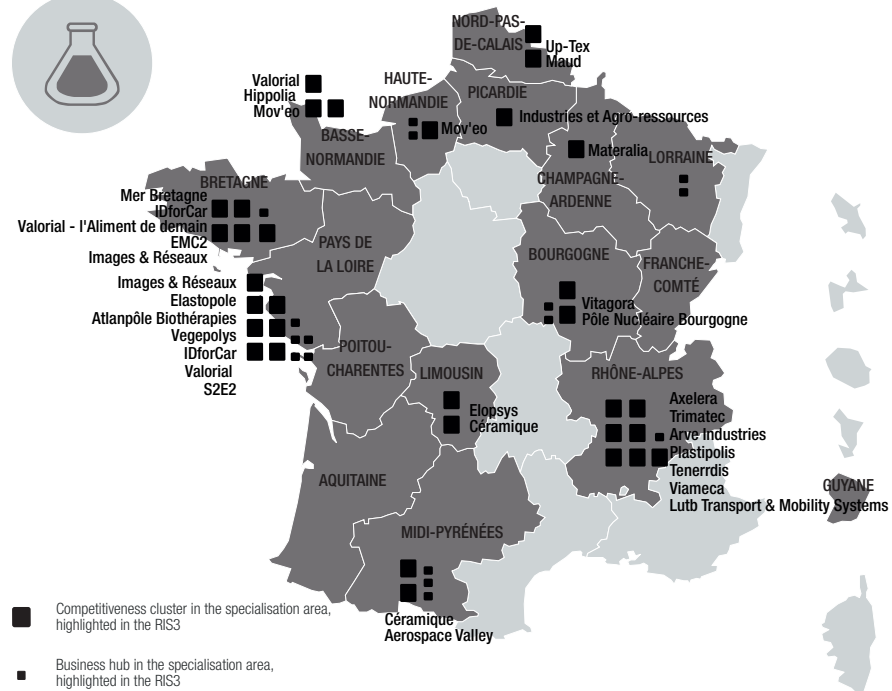 NORD-PAS-
DE-CALAIS
Up-Tex
Maud
Valorial
Hippolia
Mov'eo
HAUTE-
NORMANDIE
Mov'eo
PICARDIE
Industries et Agro-ressources
BASSE-
NORMANDIE
Materalia
LORRAINE
CHAMPAGNE-
ARDENNE
BRETAGNE
Mer Bretagne
IDforCar
Valorial - l'Aliment de demain
EMC2
Images & Réseaux
PAYS DE
LA LOIRE
Images & Réseaux
Elastopole
Atlanpôle Biothérapies
Vegepolys
IDforCar
Valorial
S2E2
BOURGOGNE
Vitagora
Pôle Nucléaire Bourgogne
FRANCHE-
COMTÉ
POITOU-
CHARENTES
LIMOUSIN
Elopsys
Céramique
RHÔNE-ALPES
Axelera
Trimatec
Arve Industries
Plastipolis
Tenerrdis
Viameca
Lutb Transport & Mobility Systems
GUYANE
AQUITAINE
MIDI-PYRÉNÉES
Céramique
Aerospace Valley
Competitiveness cluster in the specialisation area,
highlighted in the RIS3
Business hub in the specialisation area,
highlighted in the RIS3